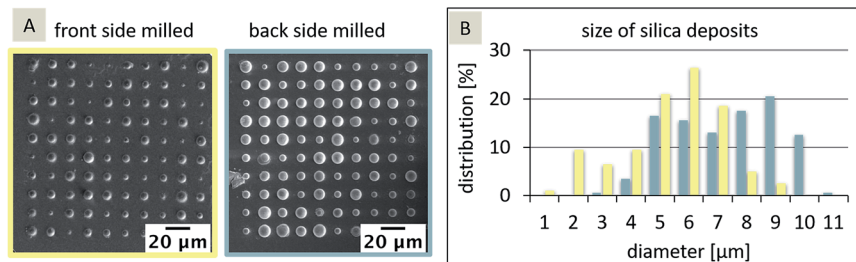 A
front side milled
back side milled
20 µm
20 µm
B
size of silica deposits
distribution [%]
30
20
10
0
1 2 3 4 5 6 7 8 9 10 11
diameter [µm]